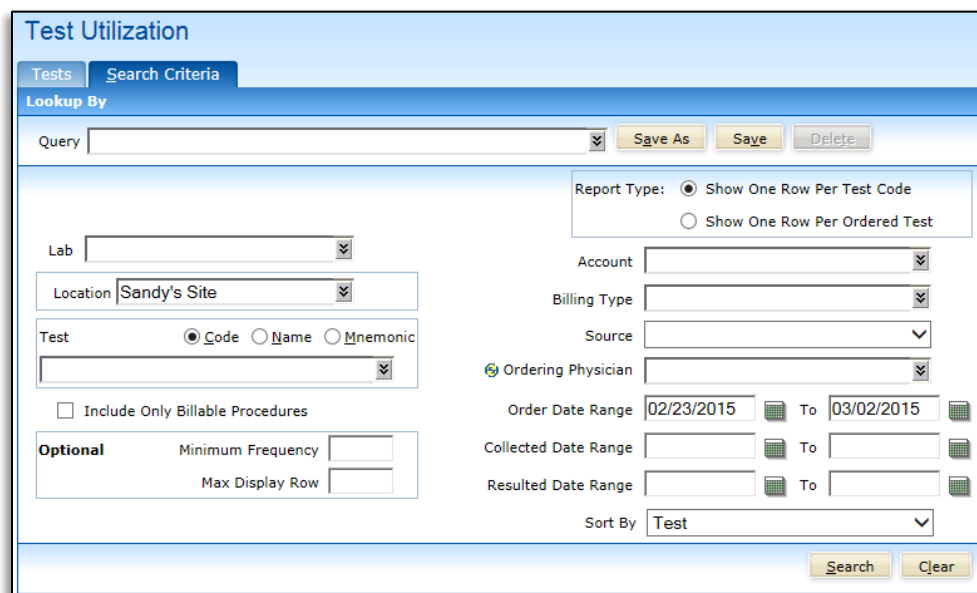 Test Utilization
Tests Search Criteria
Lookup By
Query Save As Save Delete
Report Type: Show One Row Per Test Code
Show One Row Per Ordered Test
Lab
Location Sandy's Site
Test Code Name Mnemonic
Include Only Billable Procedures
Optional Minimum Frequency
Max Display Row
Account
Billing Type
Source
Ordering Physician
Order Date Range 02/23/2015 To 03/02/2015
Collected Date Range To
Resulted Date Range To
Sort By Test
Search Clear